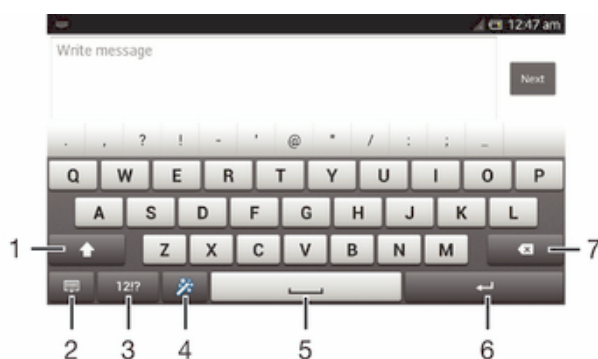 12:47 am
Write message
Next
. , ? ! - ' @ " / : ; _
Q W E R T Y U I O P
A S D F G H J K L
1 Z X C V B N M 7
12!?
2 3 4 5 6